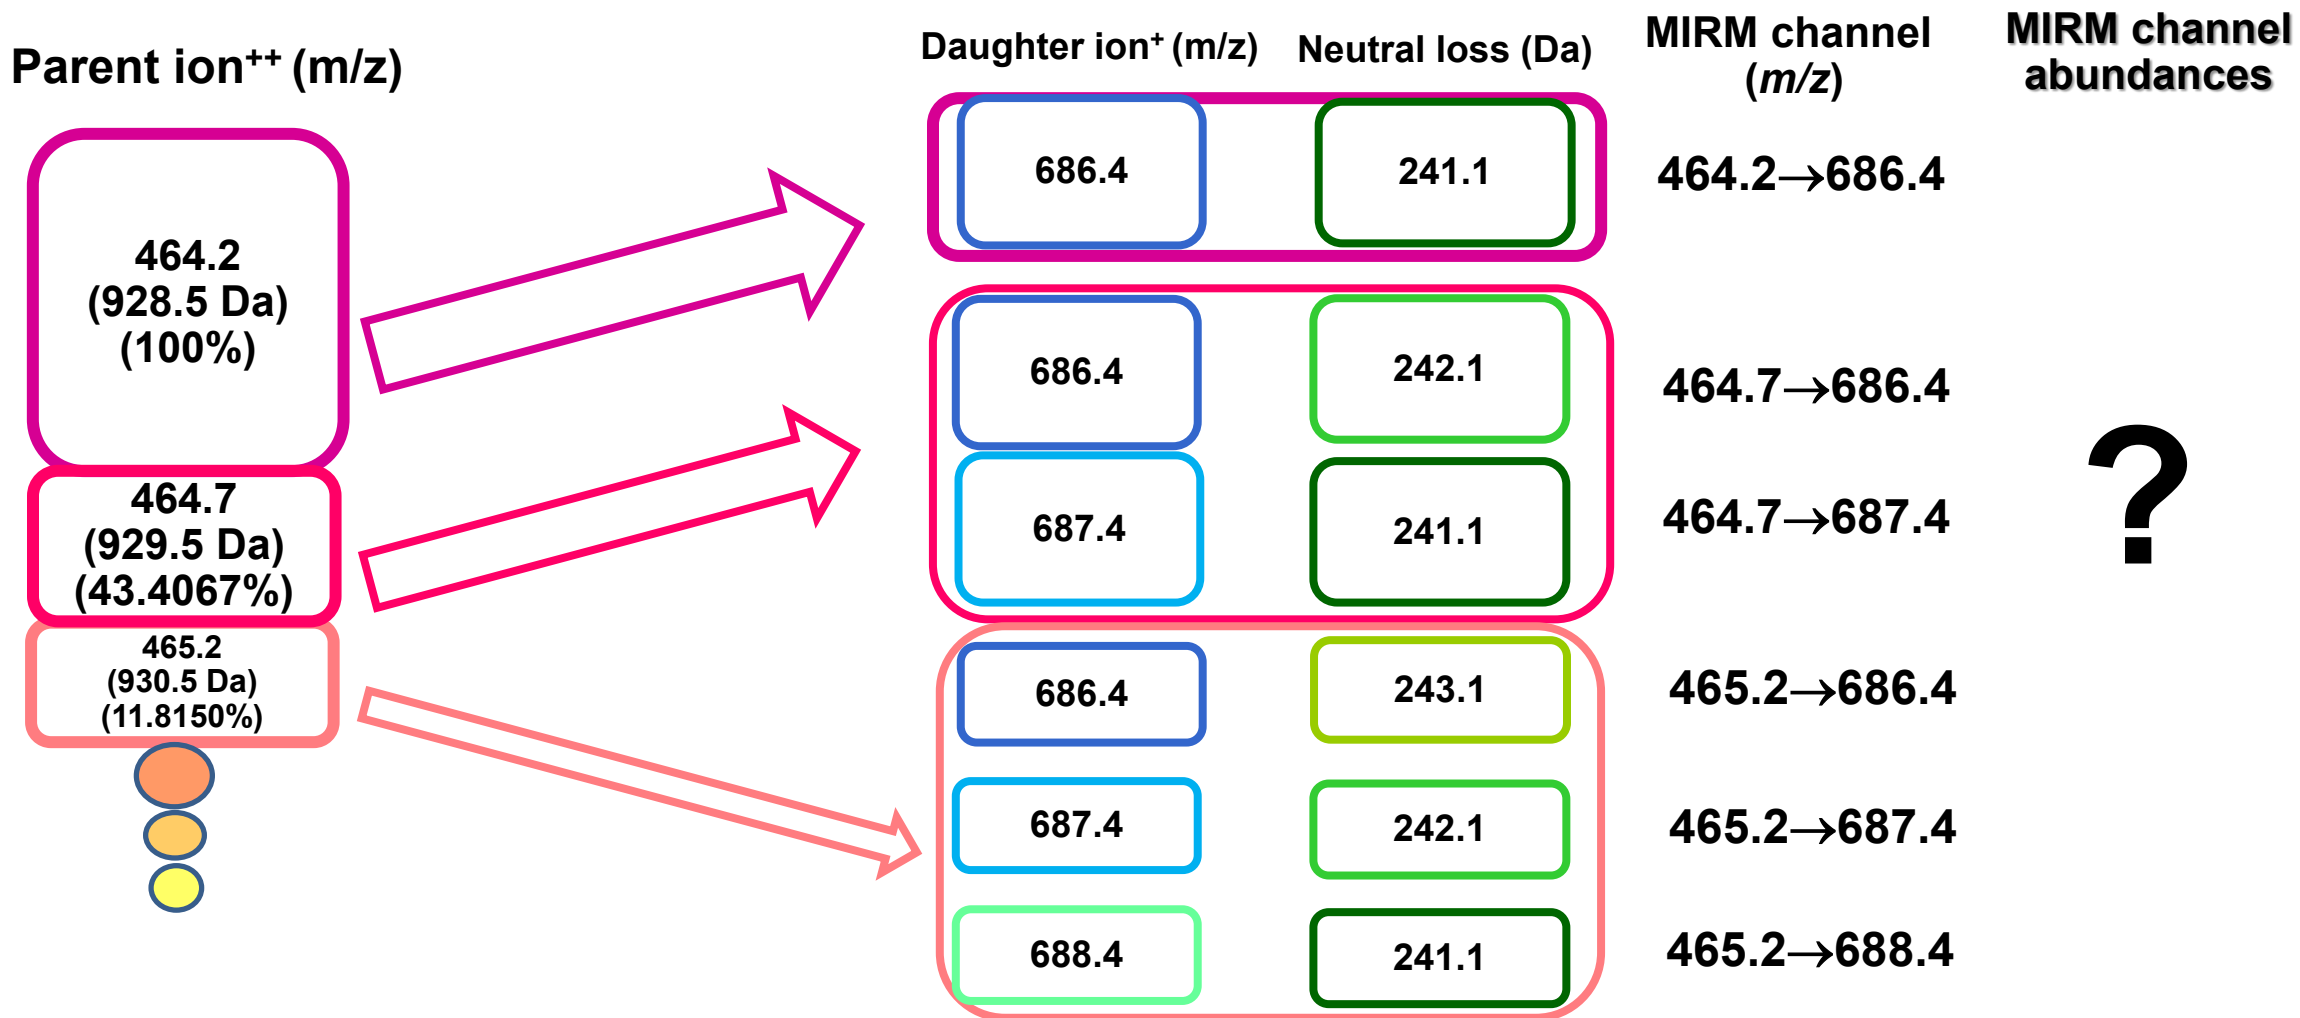 Parent ion++ (m/z)
Daughter ion+ (m/z)
Neutral loss (Da)
MIRM channel
(m/z)
MIRM channel
abundances
464.2
(928.5 Da)
(100%)
464.7
(929.5 Da)
(43.4067%)
465.2
(930.5 Da)
(11.8150%)
686.4
241.1
464.2→686.4
686.4
242.1
464.7→686.4
687.4
241.1
464.7→687.4
?
686.4
243.1
465.2→686.4
687.4
242.1
465.2→687.4
688.4
241.1
465.2→688.4